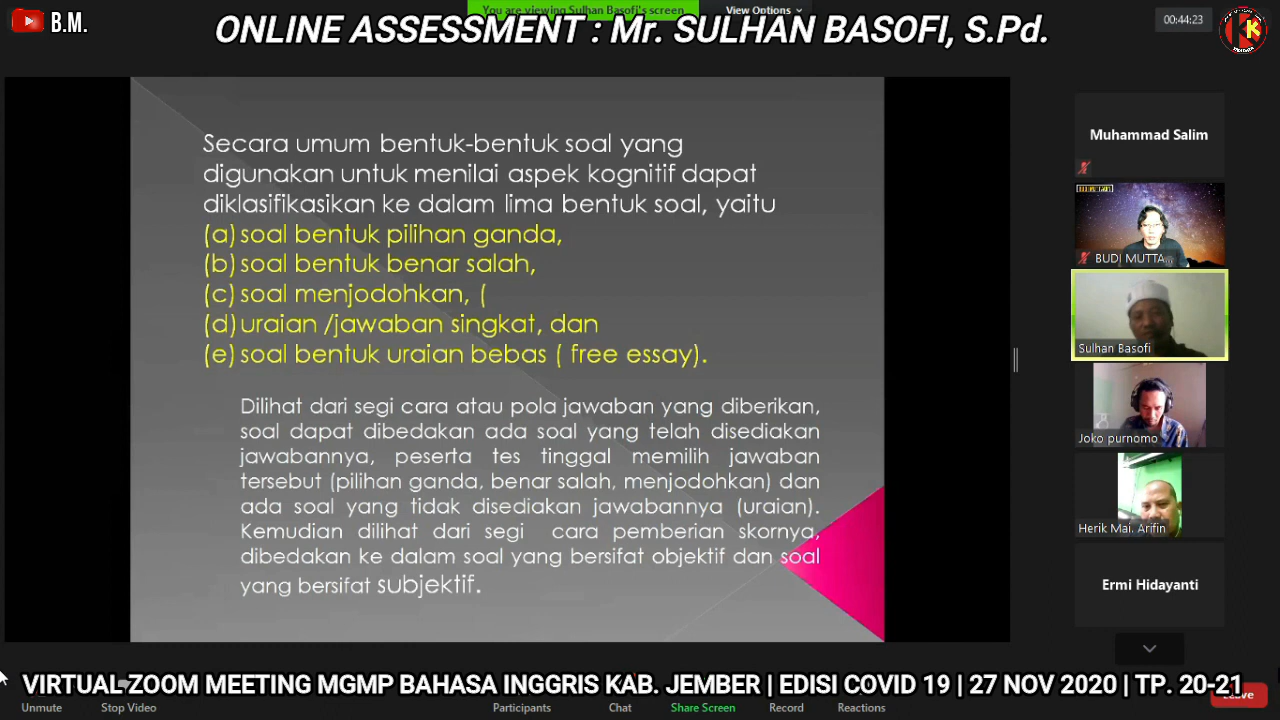 B.M.
You are viewing Sulhan Basofi's screen
View Options
ONLINE ASSESSMENT : Mr. SULHAN BASOFI, S.Pd.
00:44:23
Secara umum bentuk-bentuk soal yang
digunakan untuk menilai aspek kognitif dapat
diklasifikasikan ke dalam lima bentuk soal, yaitu
(a) soal bentuk pilihan ganda,
(b) soal bentuk benar salah,
(c) soal menjodohkan, (
(d) uraian /jawaban singkat, dan
(e) soal bentuk uraian bebas ( free essay).
Dilihat dari segi cara atau pola jawaban yang diberikan,
soal dapat dibedakan ada soal yang telah disediakan
jawabannya, peserta tes tinggal memilih jawaban
tersebut (pilihan ganda, benar salah, menjodohkan) dan
ada soal yang tidak disediakan jawabannya (uraian).
Kemudian dilihat dari segi cara pemberian skornya,
dibedakan ke dalam soal yang bersifat objektif dan soal
yang bersifat subjektif.
Muhammad Salim
BUDI MUTTA
Sulhan Basofi
Joko purnomo
Herik Mai. Arifin
Ermi Hidayanti
VIRTUAL ZOOM MEETING MGMP BAHASA INGGRIS KAB. JEMBER | EDISI COVID 19 | 27 NOV 2020 | TP. 20-21
Unmute
Stop Video
Participants
Chat
Share Screen
Record
Reactions
Leave